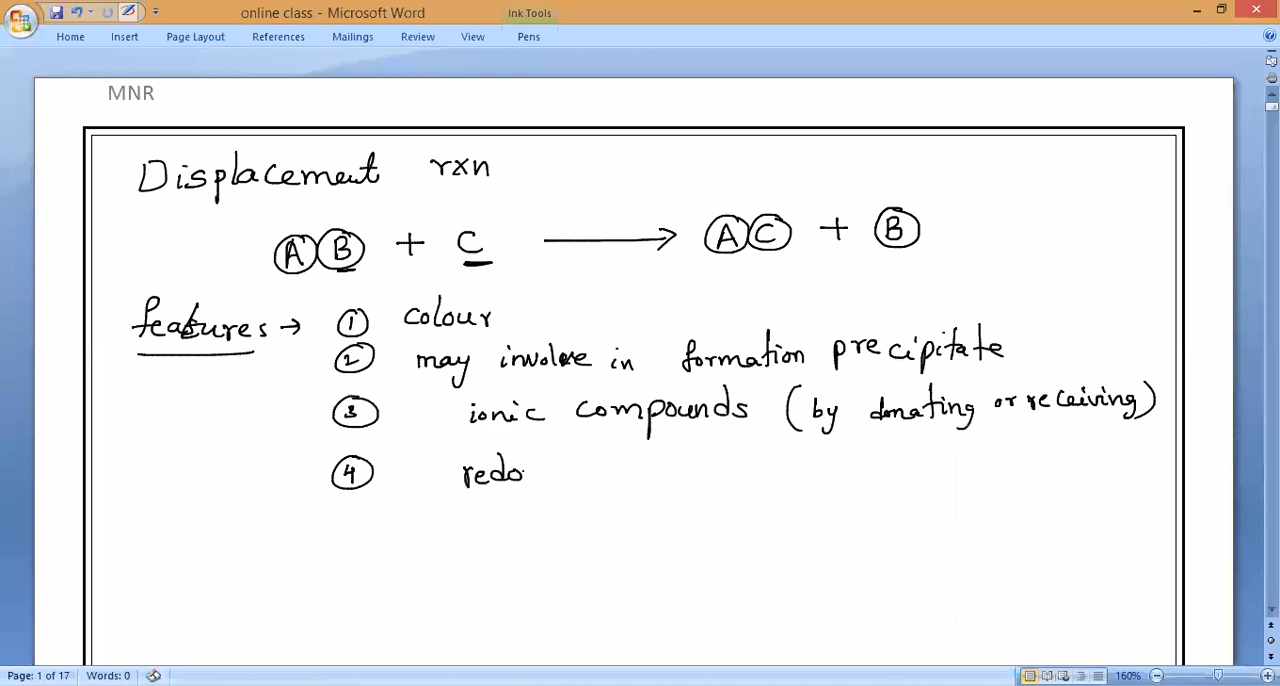 online class - Microsoft Word
Ink Tools
Home Insert Page Layout References Mailings Review View Pens
MNR
Displacement rxn
AB + C → AC + B
features → ① colour
② may involve in formation precipitate
③ ionic compounds (by donating or receiving)
④ redo
Page: 1 of 17 Words: 0 160%